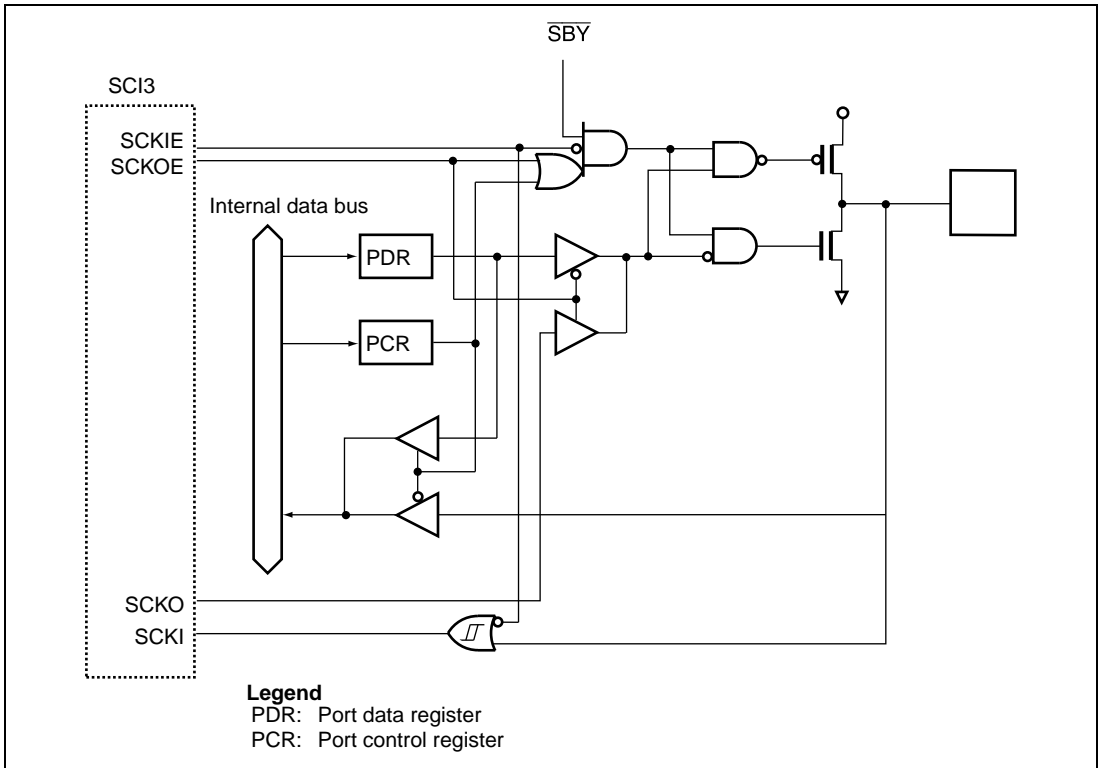 SBY
SCI3
SCKIE
SCKOE
Internal data bus
PDR
PCR
SCKO
SCKI
Legend
PDR: Port data register
PCR: Port control register